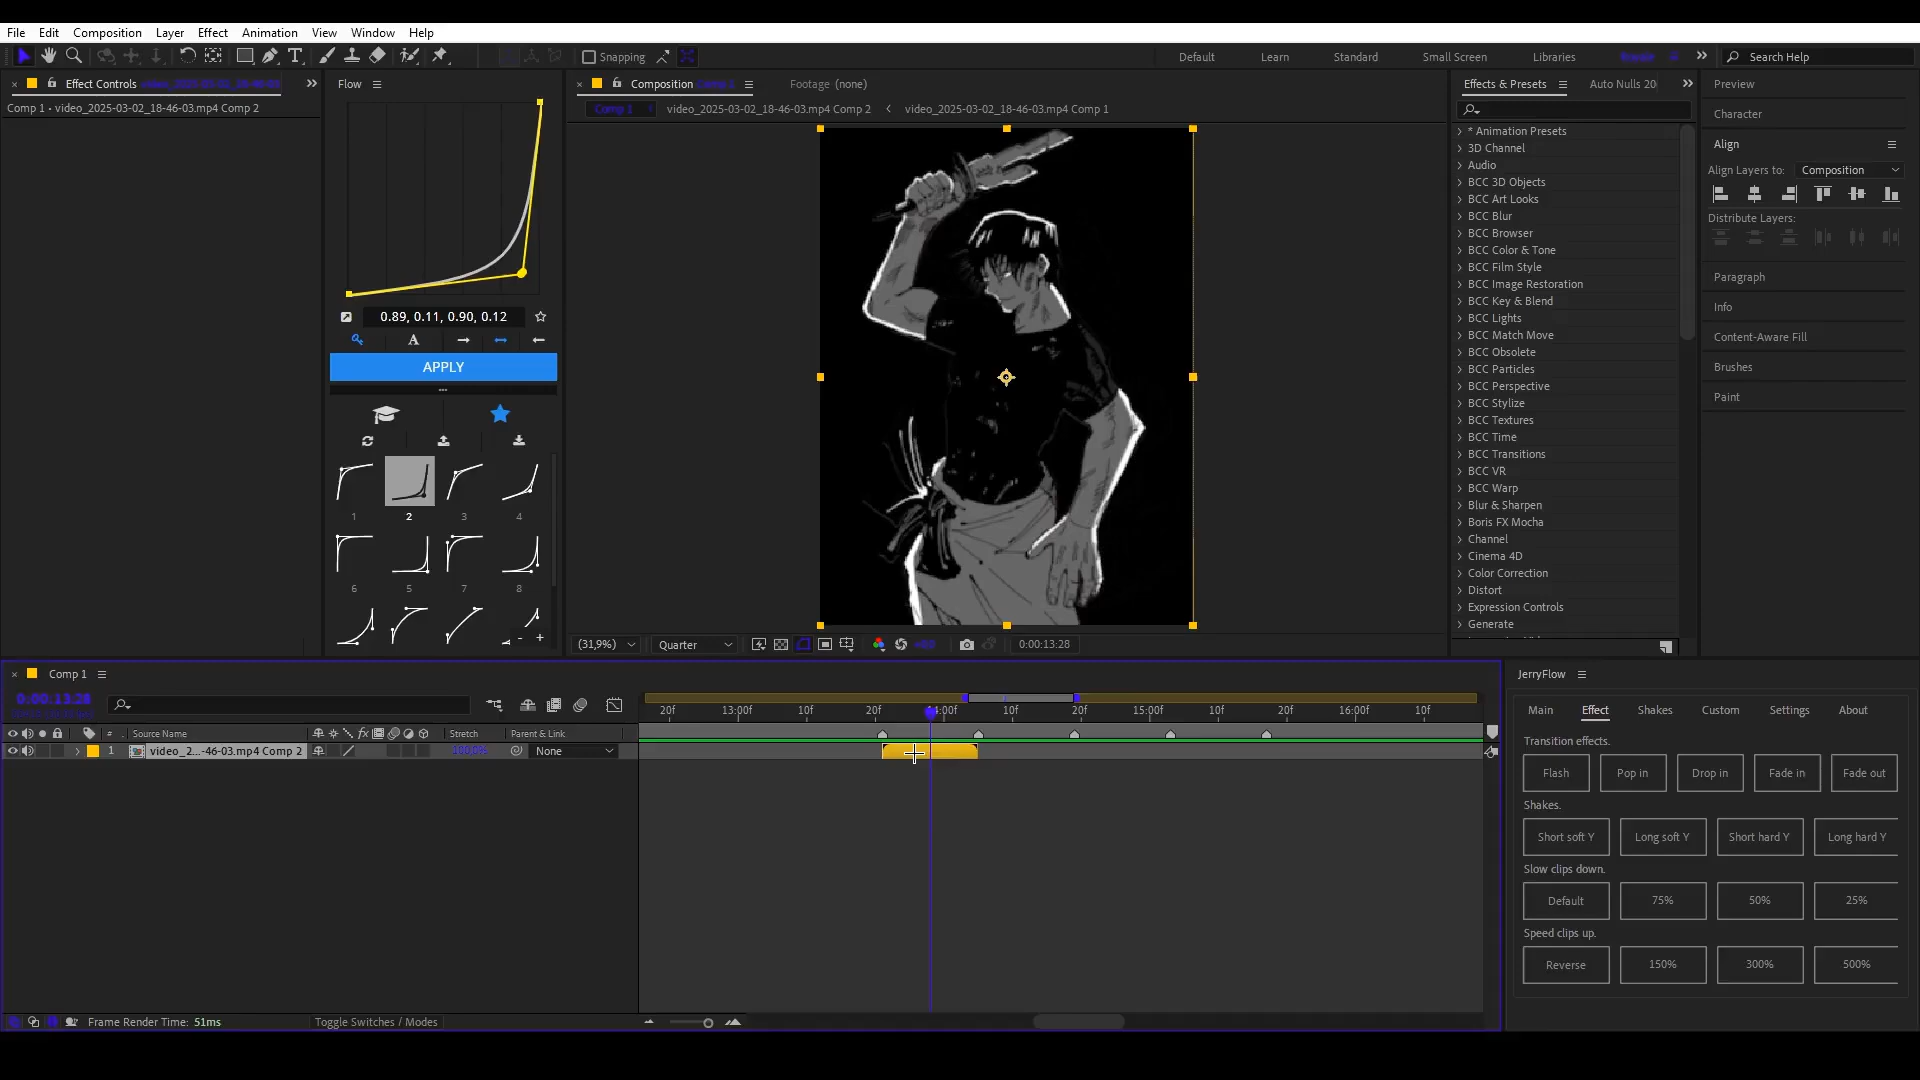 File Edit Composition Layer Effect Animation View Window Help
Snapping
Default Learn Standard Small Screen Libraries
Search Help
Effect Controls
Comp 1 • video_2025-03-02_18-46-03.mp4 Comp 2
Flow
0.89, 0.11, 0.90, 0.12
A
APPLY
1 2 3 4
6 5 7 8
- +
Composition Comp 1
Footage (none)
Comp 1 video_2025-03-02_18-46-03.mp4 Comp 2 video_2025-03-02_18-46-03.mp4 Comp 1
(31,9%) Quarter 0:00:13:28
Effects & Presets
Auto Nulls 20
* Animation Presets
3D Channel
Audio
BCC 3D Objects
BCC Art Looks
BCC Blur
BCC Browser
BCC Color & Tone
BCC Film Style
BCC Image Restoration
BCC Key & Blend
BCC Lights
BCC Match Move
BCC Obsolete
BCC Particles
BCC Perspective
BCC Stylize
BCC Textures
BCC Time
BCC Transitions
BCC VR
BCC Warp
Blur & Sharpen
Boris FX Mocha
Channel
Cinema 4D
Color Correction
Distort
Expression Controls
Generate
Preview
Character
Align
Align Layers to: Composition
Distribute Layers:
Paragraph
Info
Content-Aware Fill
Brushes
Paint
Comp 1
0:00:13:28
# Source Name fx Stretch Parent & Link
1 video_2...-46-03.mp4 Comp 2 100,0% None
20f 13:00f 10f 20f 14:00f 10f 20f 15:00f 10f 20f 16:00f 10f
Frame Render Time: 51ms
Toggle Switches / Modes
JerryFlow
Main Effect Shakes Custom Settings About
Transition effects.
Flash Pop in Drop in Fade in Fade out
Shakes.
Short soft Y Long soft Y Short hard Y Long hard Y
Slow clips down.
Default 75% 50% 25%
Speed clips up.
Reverse 150% 300% 500%